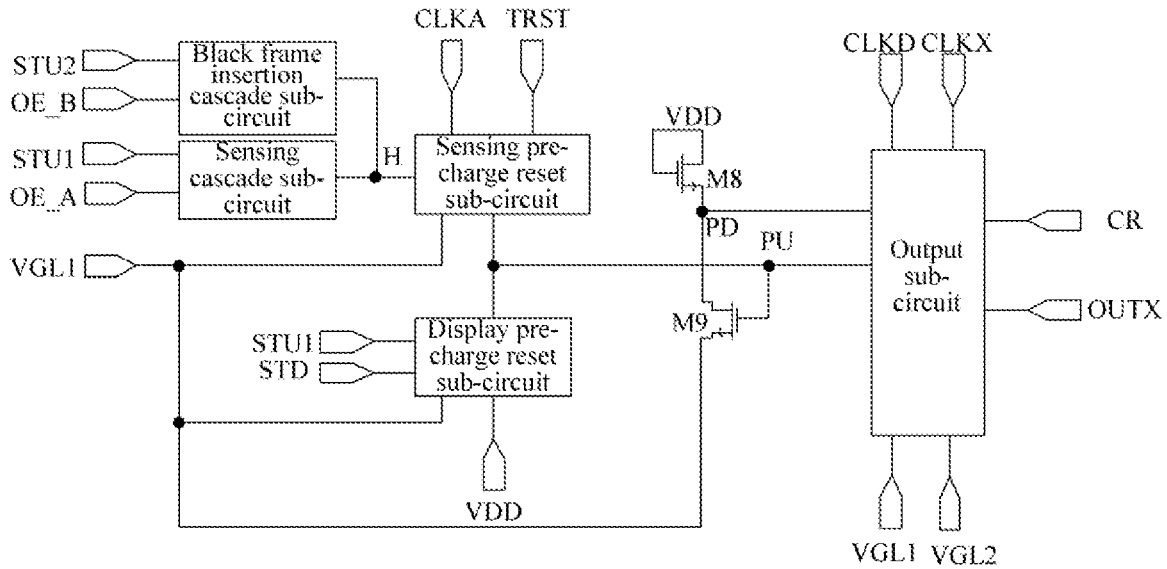 CLKA
TRST
CLKD
CLKX
STU2
OE_B
Black frame
insertion
cascade sub-
circuit
STU1
OE_A
Sensing
cascade sub-
circuit
H
Sensing pre-
charge reset
sub-circuit
VDD
M8
PD
PU
CR
VGL1
Output
sub-
circuit
M9
OUTX
STU1
STD
Display pre-
charge reset
sub-circuit
VDD
VGL1
VGL2